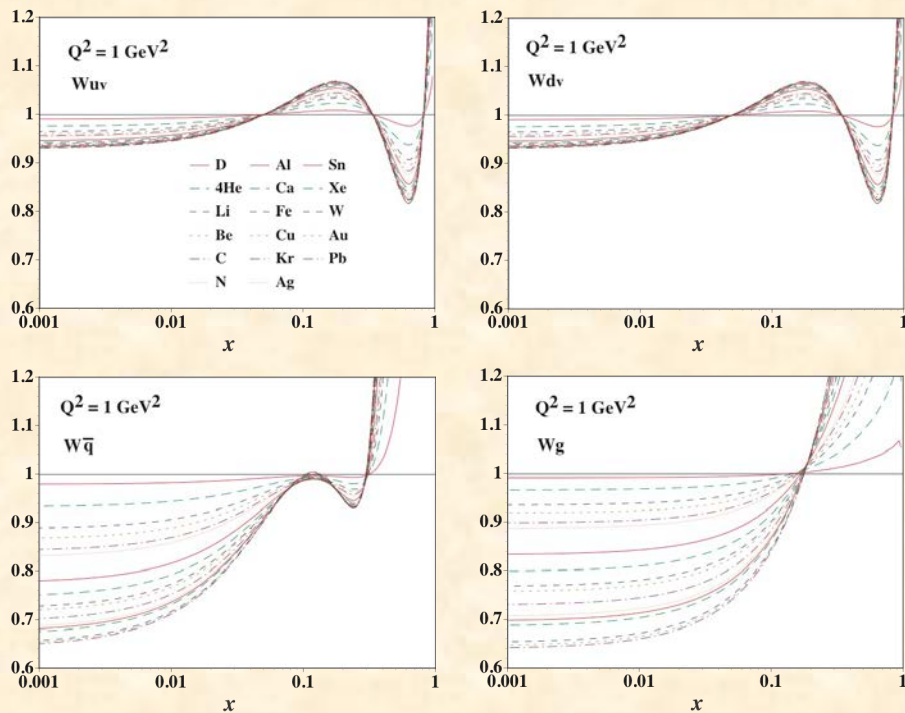 1.2
1.1
1
0.9
0.8
0.7
0.6
Q² = 1 GeV²
Wuv
D Al Sn
4He Ca Xe
Li Fe W
Be Cu Au
C Kr Pb
N Ag
0.001 0.01 0.1 1
x
1.2
1.1
1
0.9
0.8
0.7
0.6
Q² = 1 GeV²
Wdv
0.001 0.01 0.1 1
x
1.2
1.1
1
0.9
0.8
0.7
0.6
Q² = 1 GeV²
Wq̅
0.001 0.01 0.1 1
x
1.2
1.1
1
0.9
0.8
0.7
0.6
Q² = 1 GeV²
Wg
0.001 0.01 0.1 1
x